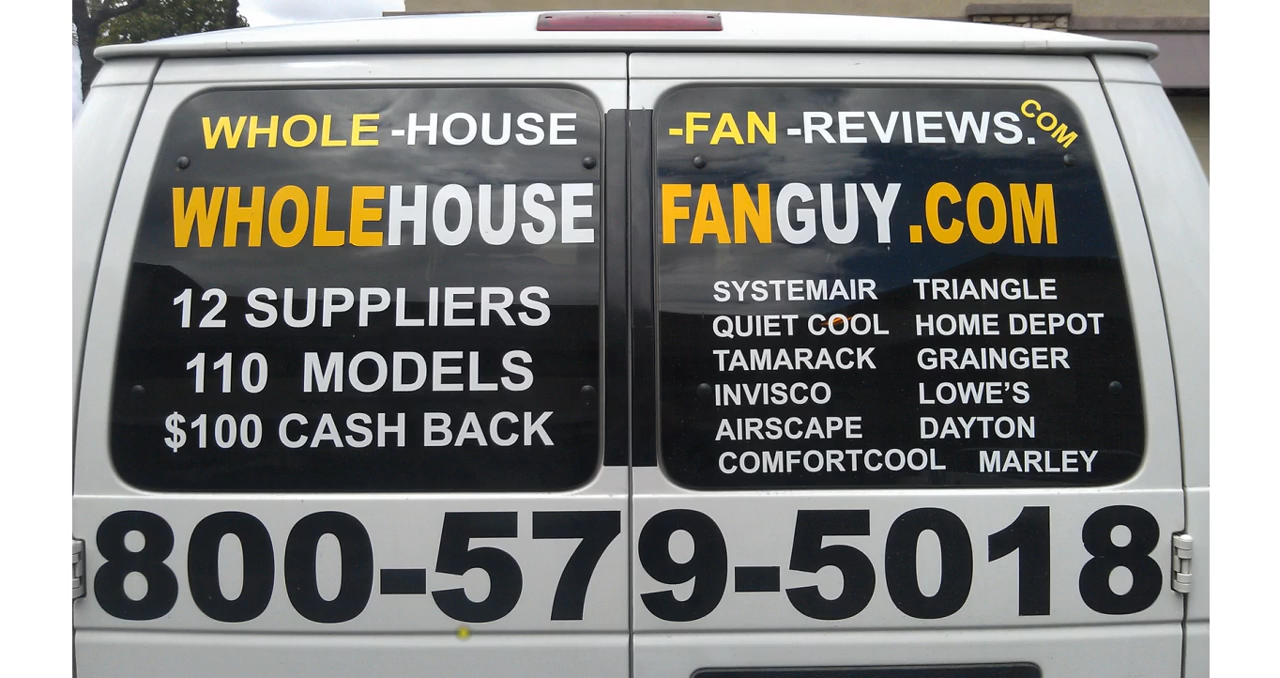 WHOLE-HOUSE -FAN-REVIEWS.COM
WHOLEHOUSE FANGUY.COM
12 SUPPLIERS
110 MODELS
$100 CASH BACK
SYSTEMAIR TRIANGLE
QUIET COOL HOME DEPOT
TAMARACK GRAINGER
INVISCO LOWE'S
AIRSCAPE DAYTON
COMFORTCOOL MARLEY
800-579-5018